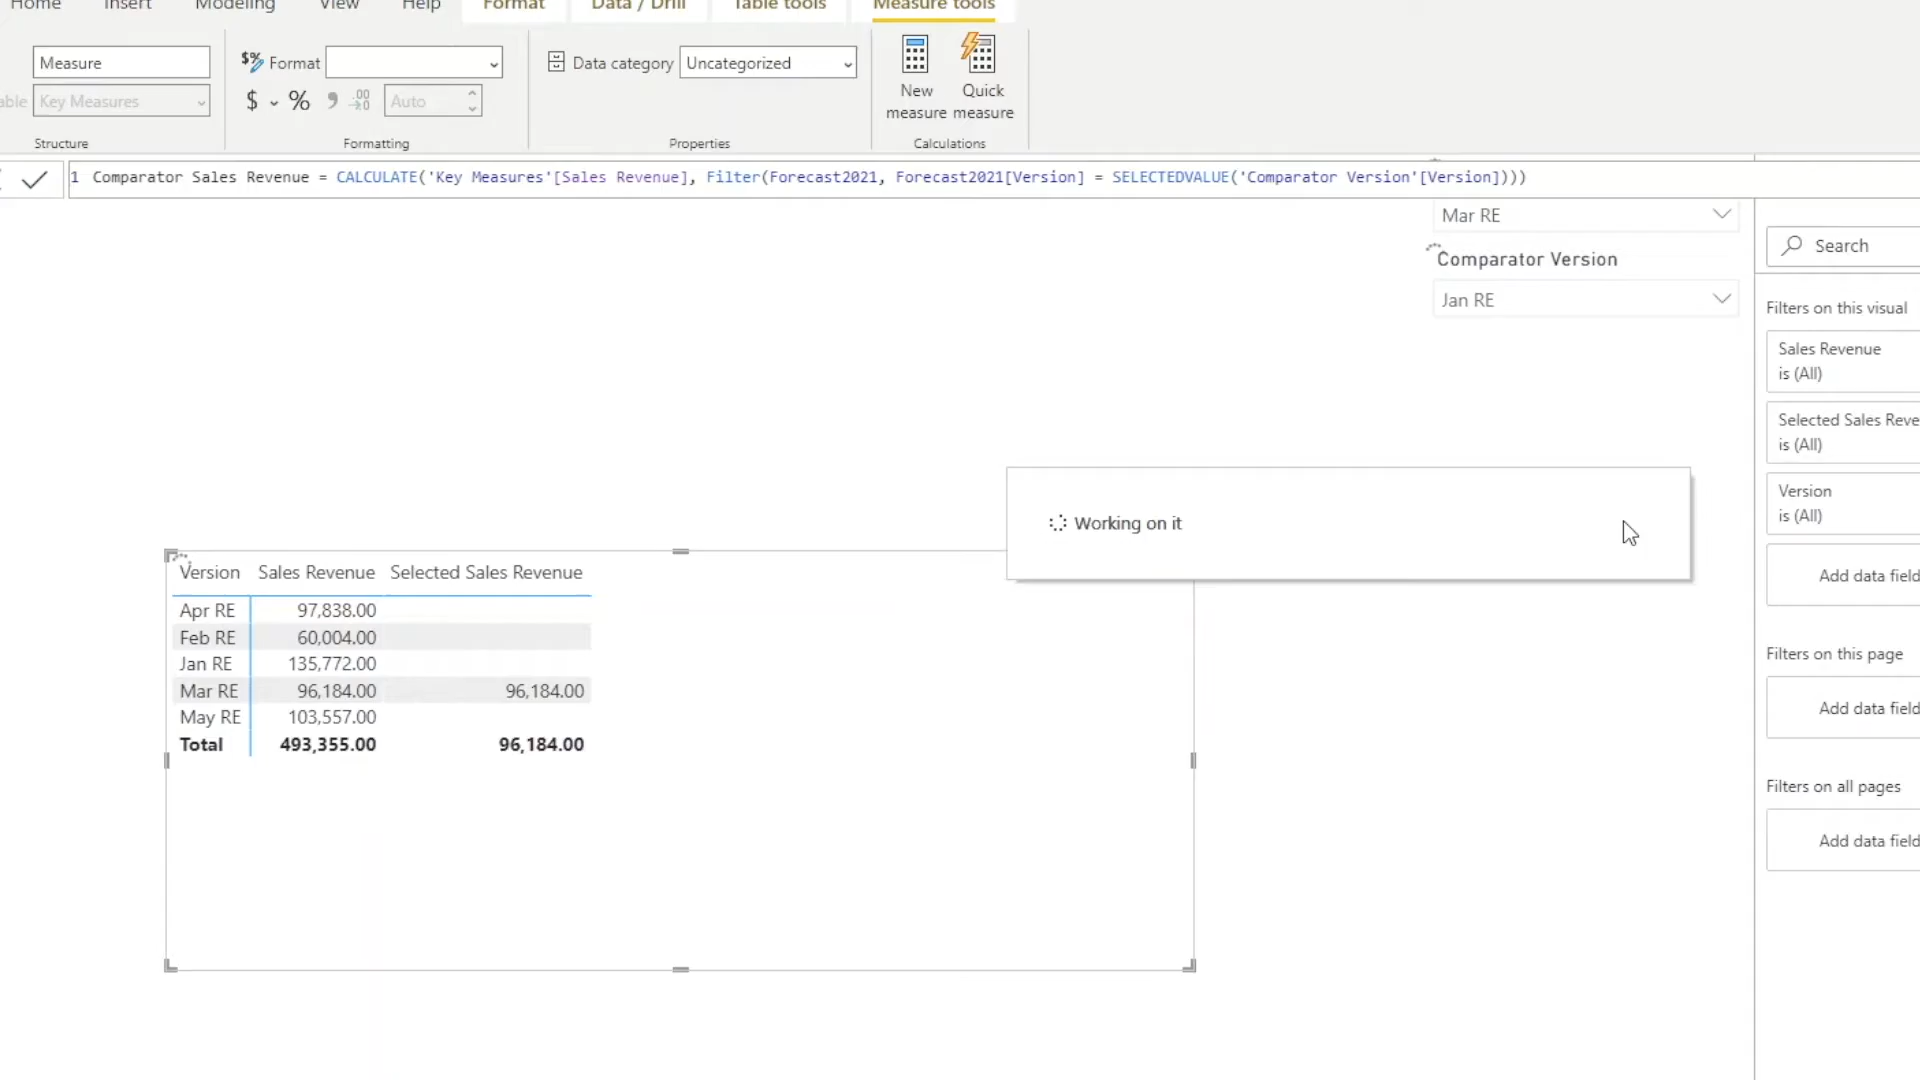 Home Insert Modeling View Help Format Data / Drill Table tools Measure tools
Measure
Format
Data category Uncategorized
able Key Measures
$ % 9 .00 →0 Auto
New measure
Quick measure
Structure Formatting Properties Calculations
1 Comparator Sales Revenue = CALCULATE('Key Measures'[Sales Revenue], Filter(Forecast2021, Forecast2021[Version] = SELECTEDVALUE('Comparator Version'[Version])))
Mar RE
Comparator Version
Jan RE
Working on it
Version Sales Revenue Selected Sales Revenue
Apr RE 97,838.00
Feb RE 60,004.00
Jan RE 135,772.00
Mar RE 96,184.00 96,184.00
May RE 103,557.00
Total 493,355.00 96,184.00
Search
Filters on this visual
Sales Revenue
is (All)
Selected Sales Reve
is (All)
Version
is (All)
Add data field
Filters on this page
Add data field
Filters on all pages
Add data field